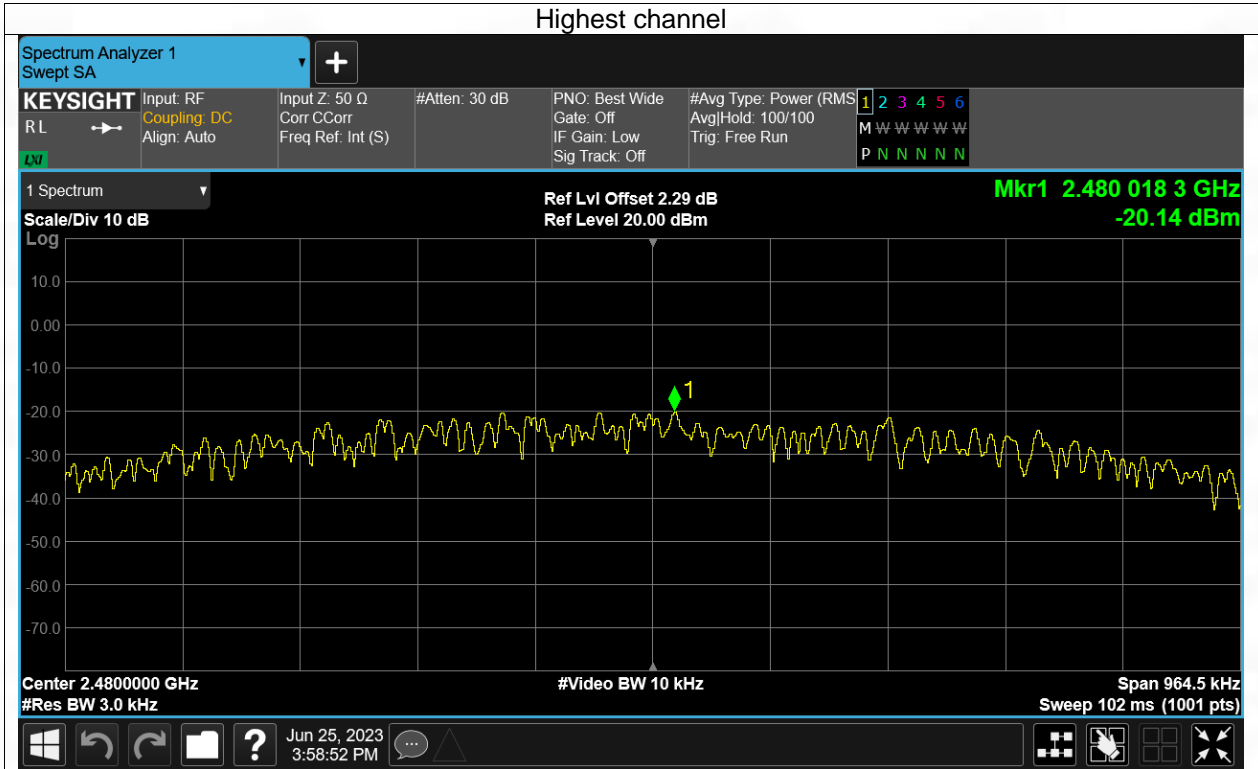 Highest channel
Spectrum Analyzer 1
Swept SA
KEYSIGHT
R L
LXI
Input: RF
Coupling: DC
Align: Auto
Input Z: 50 Ω
Corr CCorr
Freq Ref: Int (S)
#Atten: 30 dB
PNO: Best Wide
Gate: Off
IF Gain: Low
Sig Track: Off
#Avg Type: Power (RMS
Avg|Hold: 100/100
Trig: Free Run
1 2 3 4 5 6
M W W W W W
P N N N N N
1 Spectrum
Scale/Div 10 dB
Ref Lvl Offset 2.29 dB
Ref Level 20.00 dBm
Mkr1 2.480 018 3 GHz
-20.14 dBm
Log
10.0
0.00
-10.0
1
-20.0
-30.0
-40.0
-50.0
-60.0
-70.0
Center 2.4800000 GHz
#Res BW 3.0 kHz
#Video BW 10 kHz
Span 964.5 kHz
Sweep 102 ms (1001 pts)
?
Jun 25, 2023
3:58:52 PM